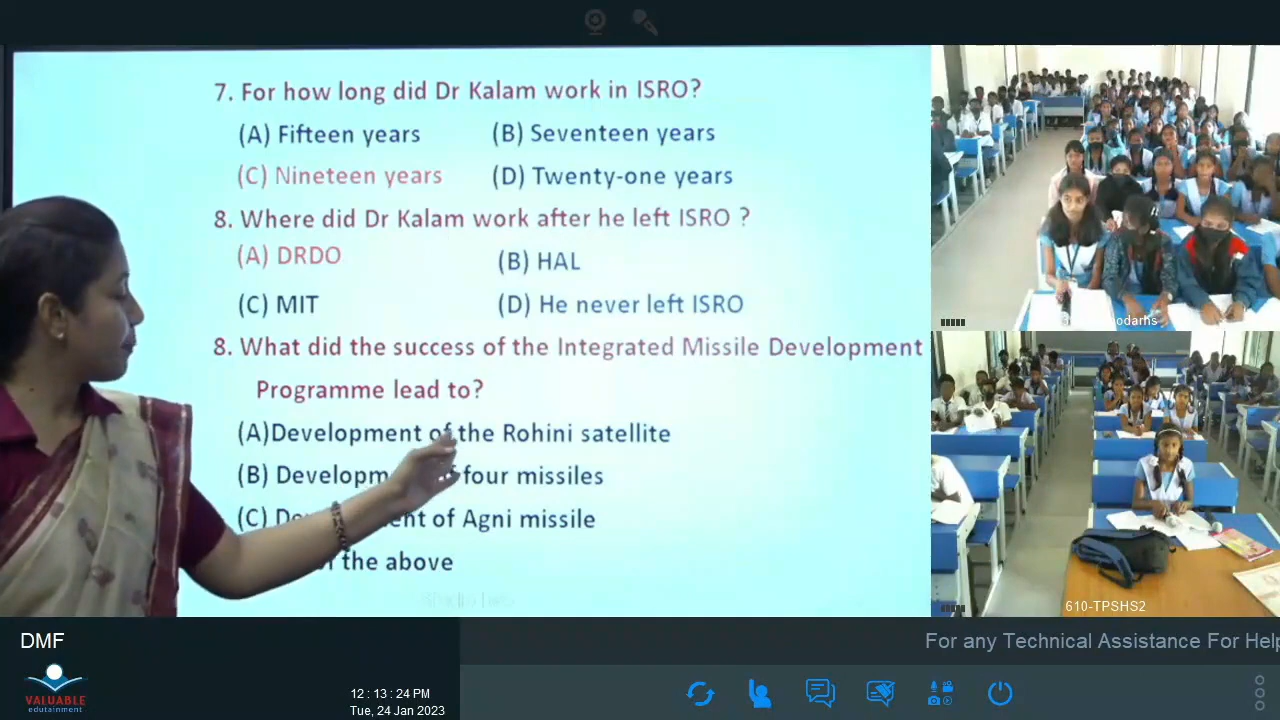 7. For how long did Dr Kalam work in ISRO?
(A) Fifteen years (B) Seventeen years
(C) Nineteen years (D) Twenty-one years
8. Where did Dr Kalam work after he left ISRO ?
(A) DRDO (B) HAL
(C) MIT (D) He never left ISRO
8. What did the success of the Integrated Missile Development
Programme lead to?
(A)Development of the Rohini satellite
(B) Developm four missiles
(C) De ent of Agni missile
the above
odarhs
610-TPSHS2
DMF
For any Technical Assistance For Help
VALUABLE
edutainment
12 : 13 : 24 PM
Tue, 24 Jan 2023